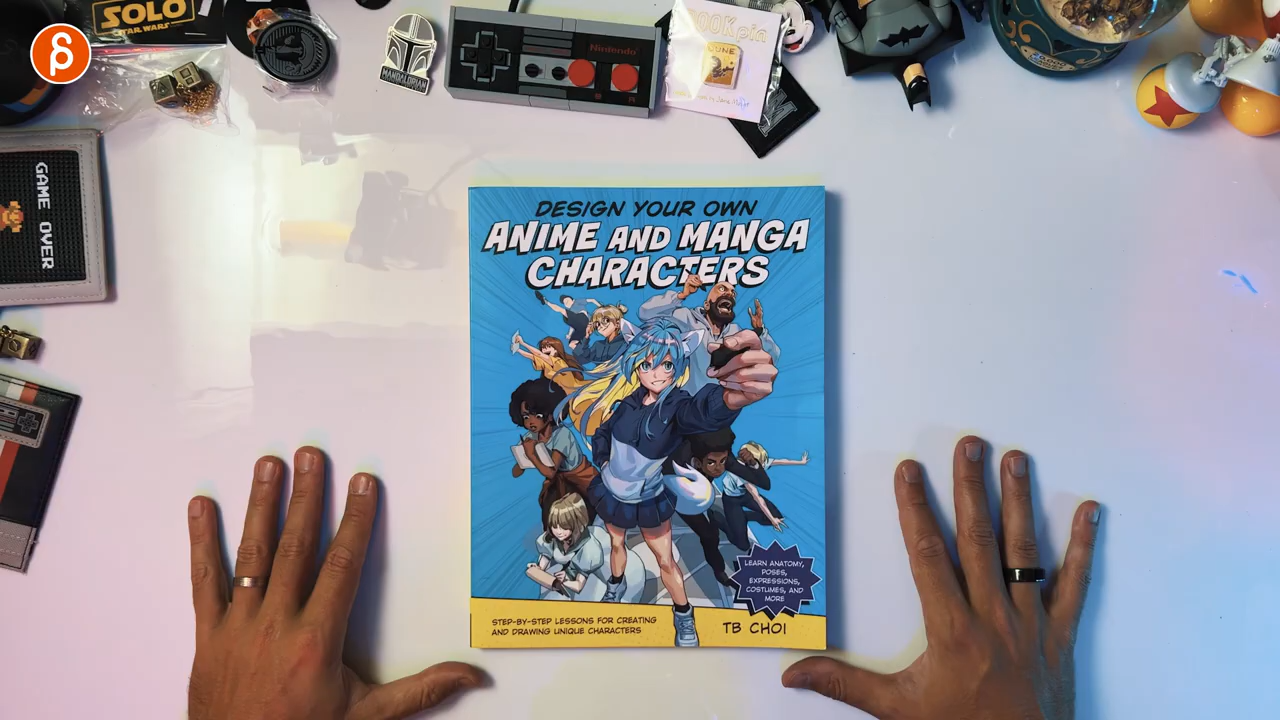 SOLO
STAR WARS
MANDALORIAN
Nintendo
B
A
JUNE
GAME OVER
DESIGN YOUR OWN
ANIME AND MANGA
CHARACTERS
LEARN ANATOMY,
POSES,
EXPRESSIONS,
COSTUMES, AND
MORE
STEP-BY-STEP LESSONS FOR CREATING
AND DRAWING UNIQUE CHARACTERS
TB CHOI